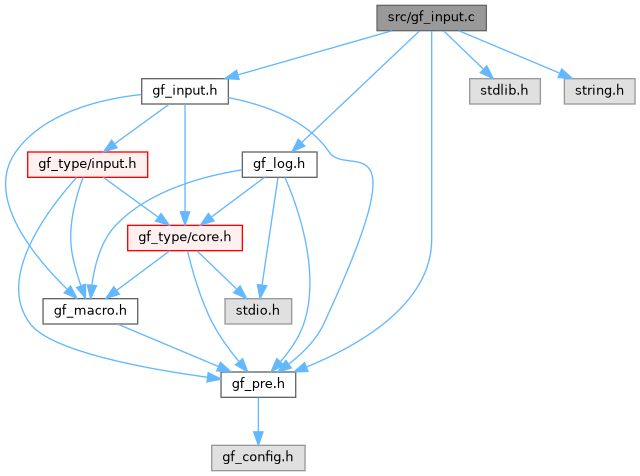 src/gf_input.c
gf_input.h
stdlib.h
string.h
gf_type/input.h
gf_log.h
gf_type/core.h
gf_macro.h
stdio.h
gf_pre.h
gf_config.h